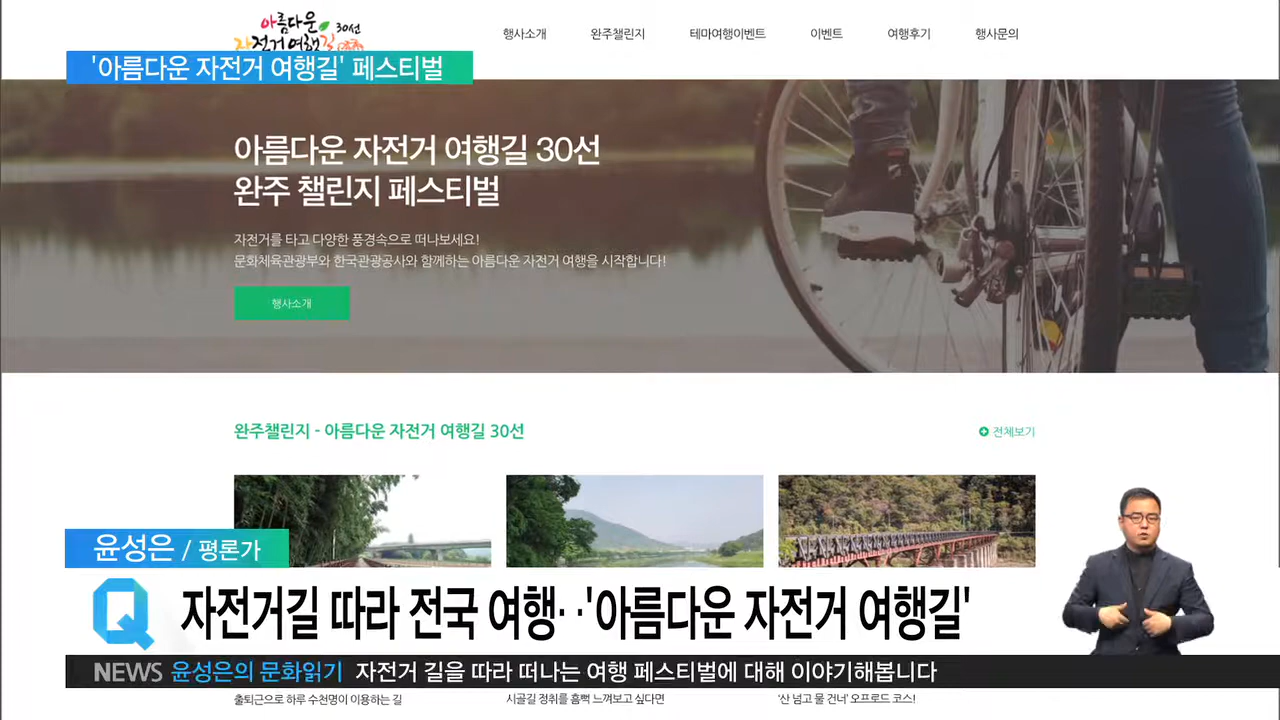 아름다운
자전거 여행길 30선
행사소개 완주챌린지 테마여행이벤트 이벤트 여행후기 행사문의
'아름다운 자전거 여행길' 페스티벌
아름다운 자전거 여행길 30선
완주 챌린지 페스티벌
자전거를 타고 다양한 풍경속으로 떠나보세요!
문화체육관광부와 한국관광공사와 함께하는 아름다운 자전거 여행을 시작합니다!
행사소개
완주챌린지 - 아름다운 자전거 여행길 30선
전체보기
윤성은 / 평론가
Q 자전거길 따라 전국 여행··'아름다운 자전거 여행길'
NEWS 윤성은의 문화읽기 자전거 길을 따라 떠나는 여행 페스티벌에 대해 이야기해봅니다
출퇴근으로 하루 수천명이 이용하는 길
시골길 정취를 흠뻑 느껴보고 싶다면
'산 넘고 물 건너' 오프로드 코스!